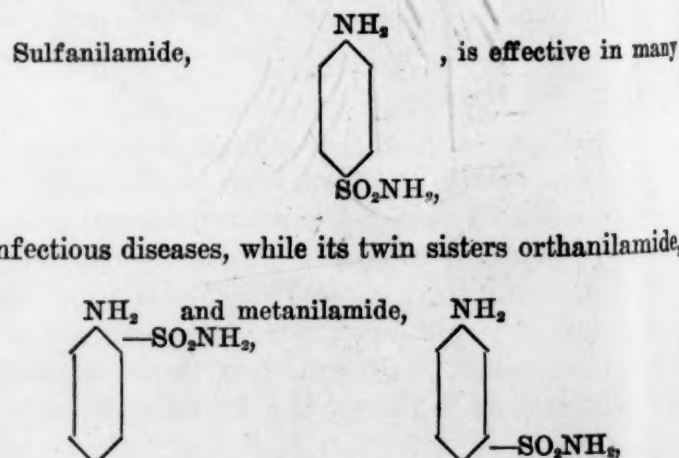 Sulfanilamide, NH₂ , is effective in many
SO₂NH₂,
nfectious diseases, while its twin sisters orthanilamide,
NH₂ and metanilamide, NH₂
—SO₂NH₂,
—SO₂NH₂,